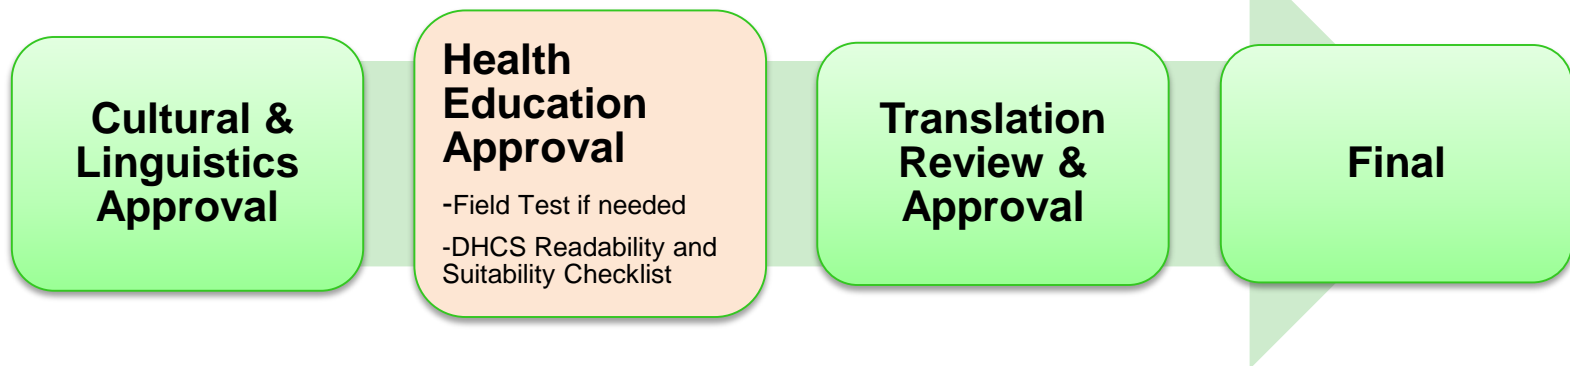 Cultural &
Linguistics
Approval
Health
Education
Approval
-Field Test if needed
-DHCS Readability and
Suitability Checklist
Translation
Review &
Approval
Final